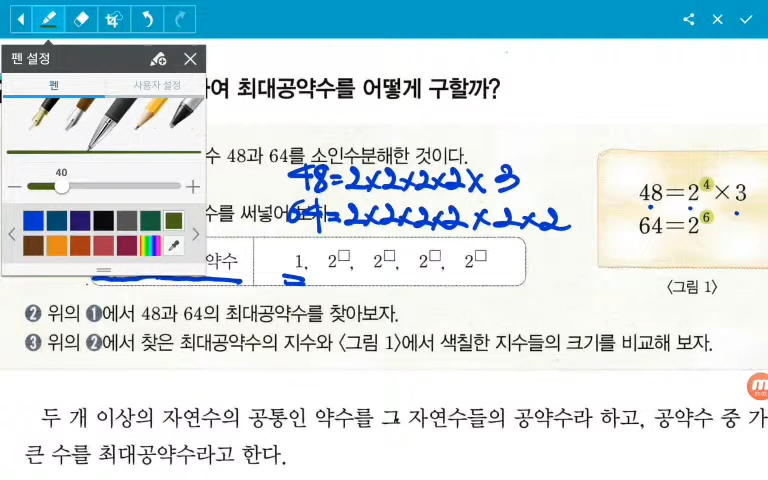 펜 설정
펜 사용자 설정
40
여 최대공약수를 어떻게 구할까?
수 48과 64를 소인수분해한 것이다.
48=2×2×2×2×3
수를 써넣어 보자
64=2×2×2×2×2×2
약수 1, 2□, 2□, 2□, 2□
48=2⁴×3
64=2⁶
〈그림 1〉
❷ 위의 ❶에서 48과 64의 최대공약수를 찾아보자.
❸ 위의 ❷에서 찾은 최대공약수의 지수와 〈그림 1〉에서 색칠한 지수들의 크기를 비교해 보자.
두 개 이상의 자연수의 공통인 약수를 그 자연수들의 공약수라 하고, 공약수 중 가
큰 수를 최대공약수라고 한다.